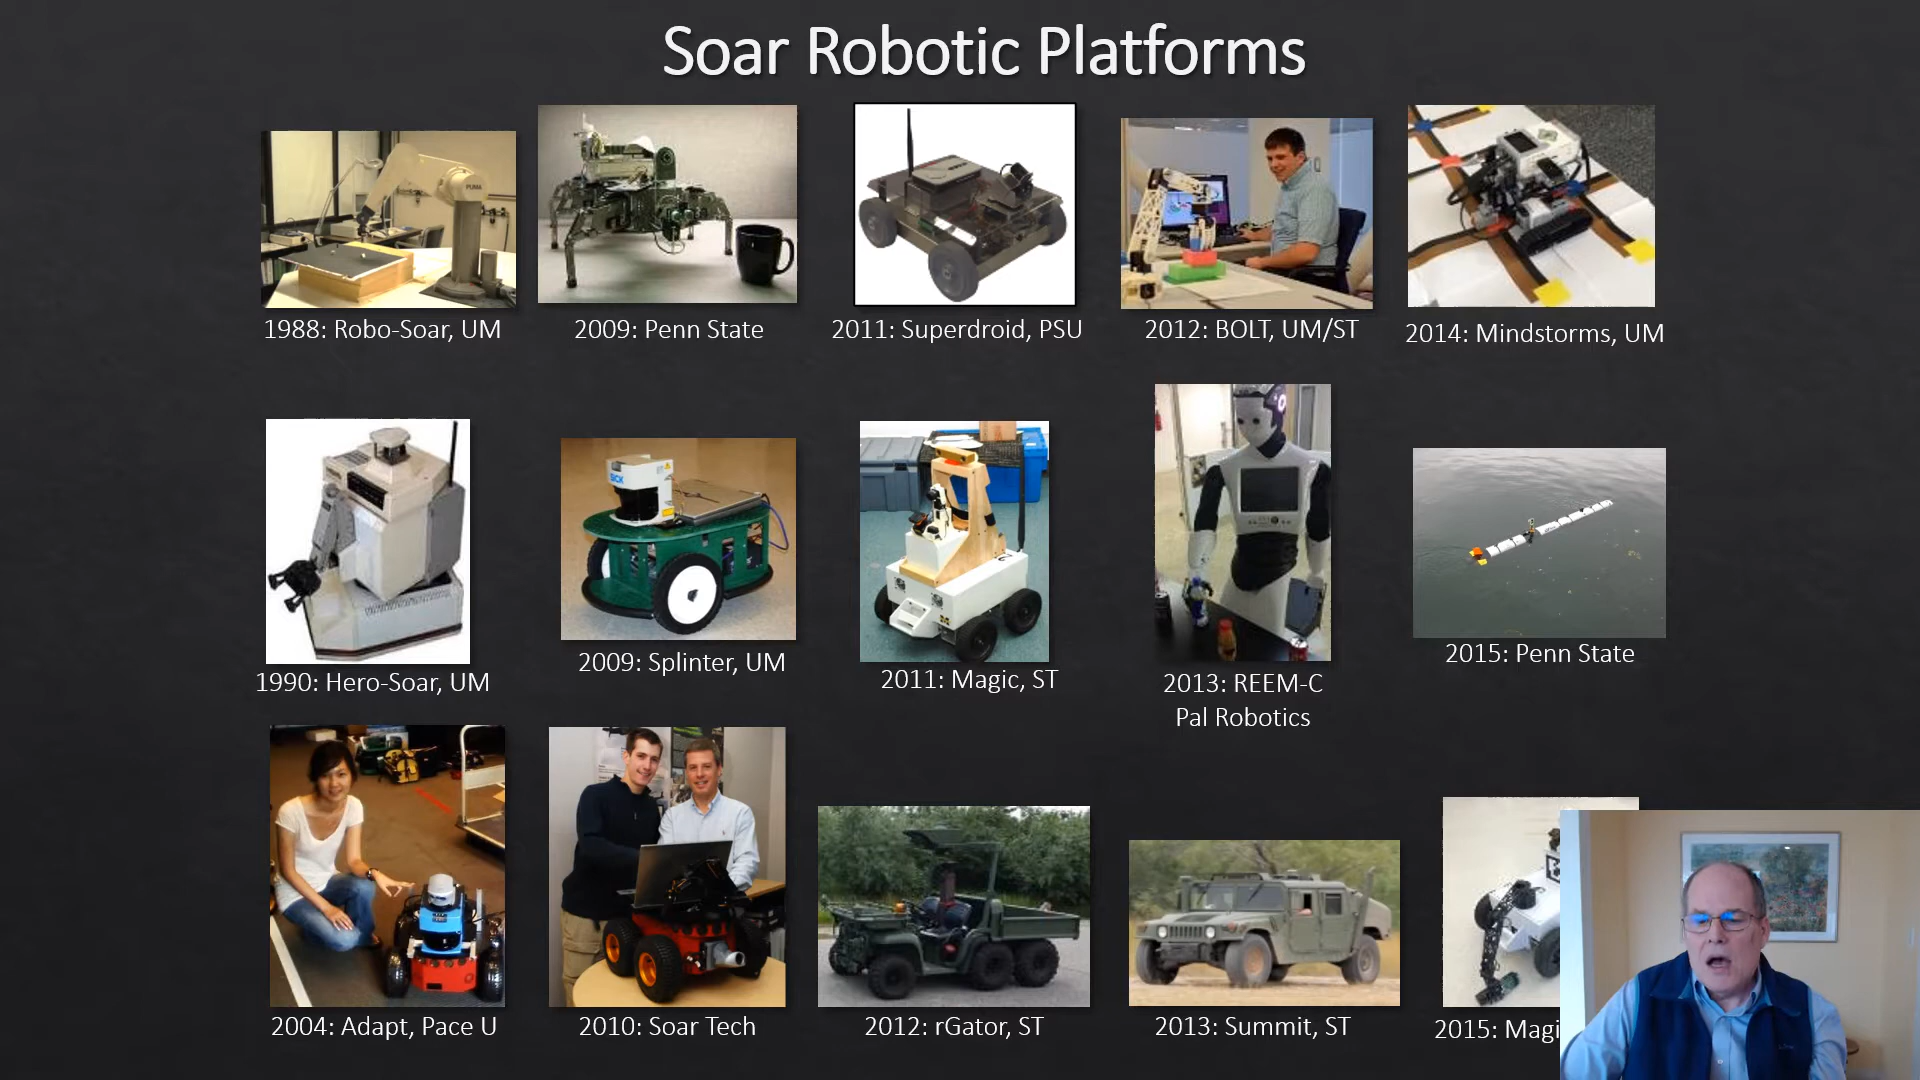 Soar Robotic Platforms
PUMA
1988: Robo-Soar, UM
2009: Penn State
2011: Superdroid, PSU
2012: BOLT, UM/ST
2014: Mindstorms, UM
SICK
1990: Hero-Soar, UM
2009: Splinter, UM
2011: Magic, ST
2013: REEM-C
Pal Robotics
2015: Penn State
2004: Adapt, Pace U
2010: Soar Tech
2012: rGator, ST
2013: Summit, ST
2015: Magi